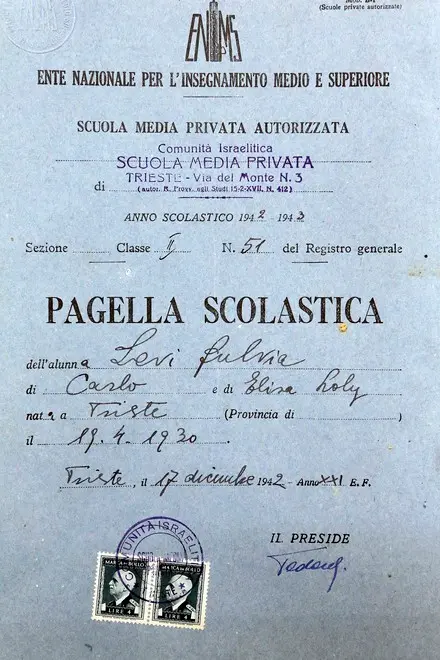 (Scuole private autorizzate)
ENIMS
ENTE NAZIONALE PER L'INSEGNAMENTO MEDIO E SUPERIORE
SCUOLA MEDIA PRIVATA AUTORIZZATA
Comunità Israelitica
SCUOLA MEDIA PRIVATA
di TRIESTE - Via del Monte N. 3
(autor. R. Provv. agli Studi 15-2-XVII. N. 412)
ANNO SCOLASTICO 1942 - 1943
Sezione Classe II N. 51 del Registro generale
PAGELLA SCOLASTICA
dell'alunna Levi Fulvia
di Carlo e di Elisa Loly
nata a Trieste (Provincia di )
il 19.4.1930.
Trieste, il 17 dicembre 1942 - Anno XXI E. F.
IL PRESIDE
COMUNITÀ ISRAELITICA
MARCA DA BOLLO MARCA DA BOLLO
LIRE 4 LIRE 4